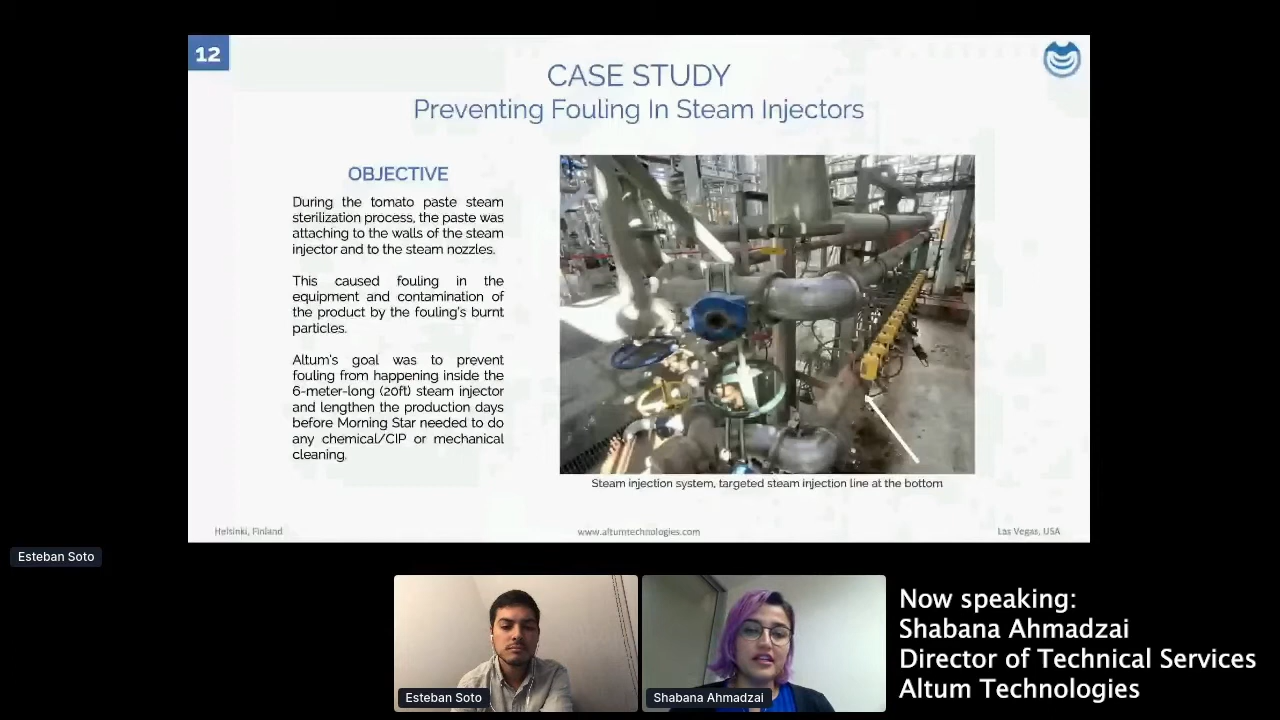 12
CASE STUDY
Preventing Fouling In Steam Injectors
OBJECTIVE
During the tomato paste steam
sterilization process, the paste was
attaching to the walls of the steam
injector and to the steam nozzles.
This caused fouling in the
equipment and contamination of
the product by the fouling's burnt
particles.
Altum's goal was to prevent
fouling from happening inside the
6-meter-long (20ft) steam injector
and lengthen the production days
before Morning Star needed to do
any chemical/CIP or mechanical
cleaning.
Steam injection system, targeted steam injection line at the bottom
Helsinki, Finland
www.altumtechnologies.com
Las Vegas, USA
Esteban Soto
Esteban Soto
Shabana Ahmadzai
Now speaking:
Shabana Ahmadzai
Director of Technical Services
Altum Technologies